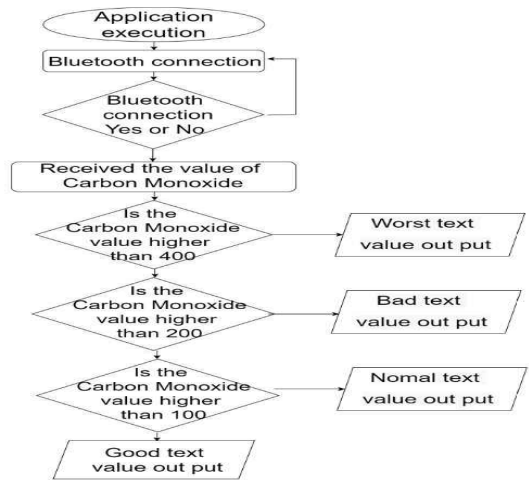 Application
execution
Bluetooth connection
Bluetooth
connection
Yes or No
Received the value of
Carbon Monoxide
Is the
Carbon Monoxide
value higher
than 400
Worst text
value out put
Is the
Carbon Monoxide
value higher
than 200
Bad text
value out put
Is the
Carbon Monoxide
value higher
than 100
Nomal text
value out put
Good text
value out put